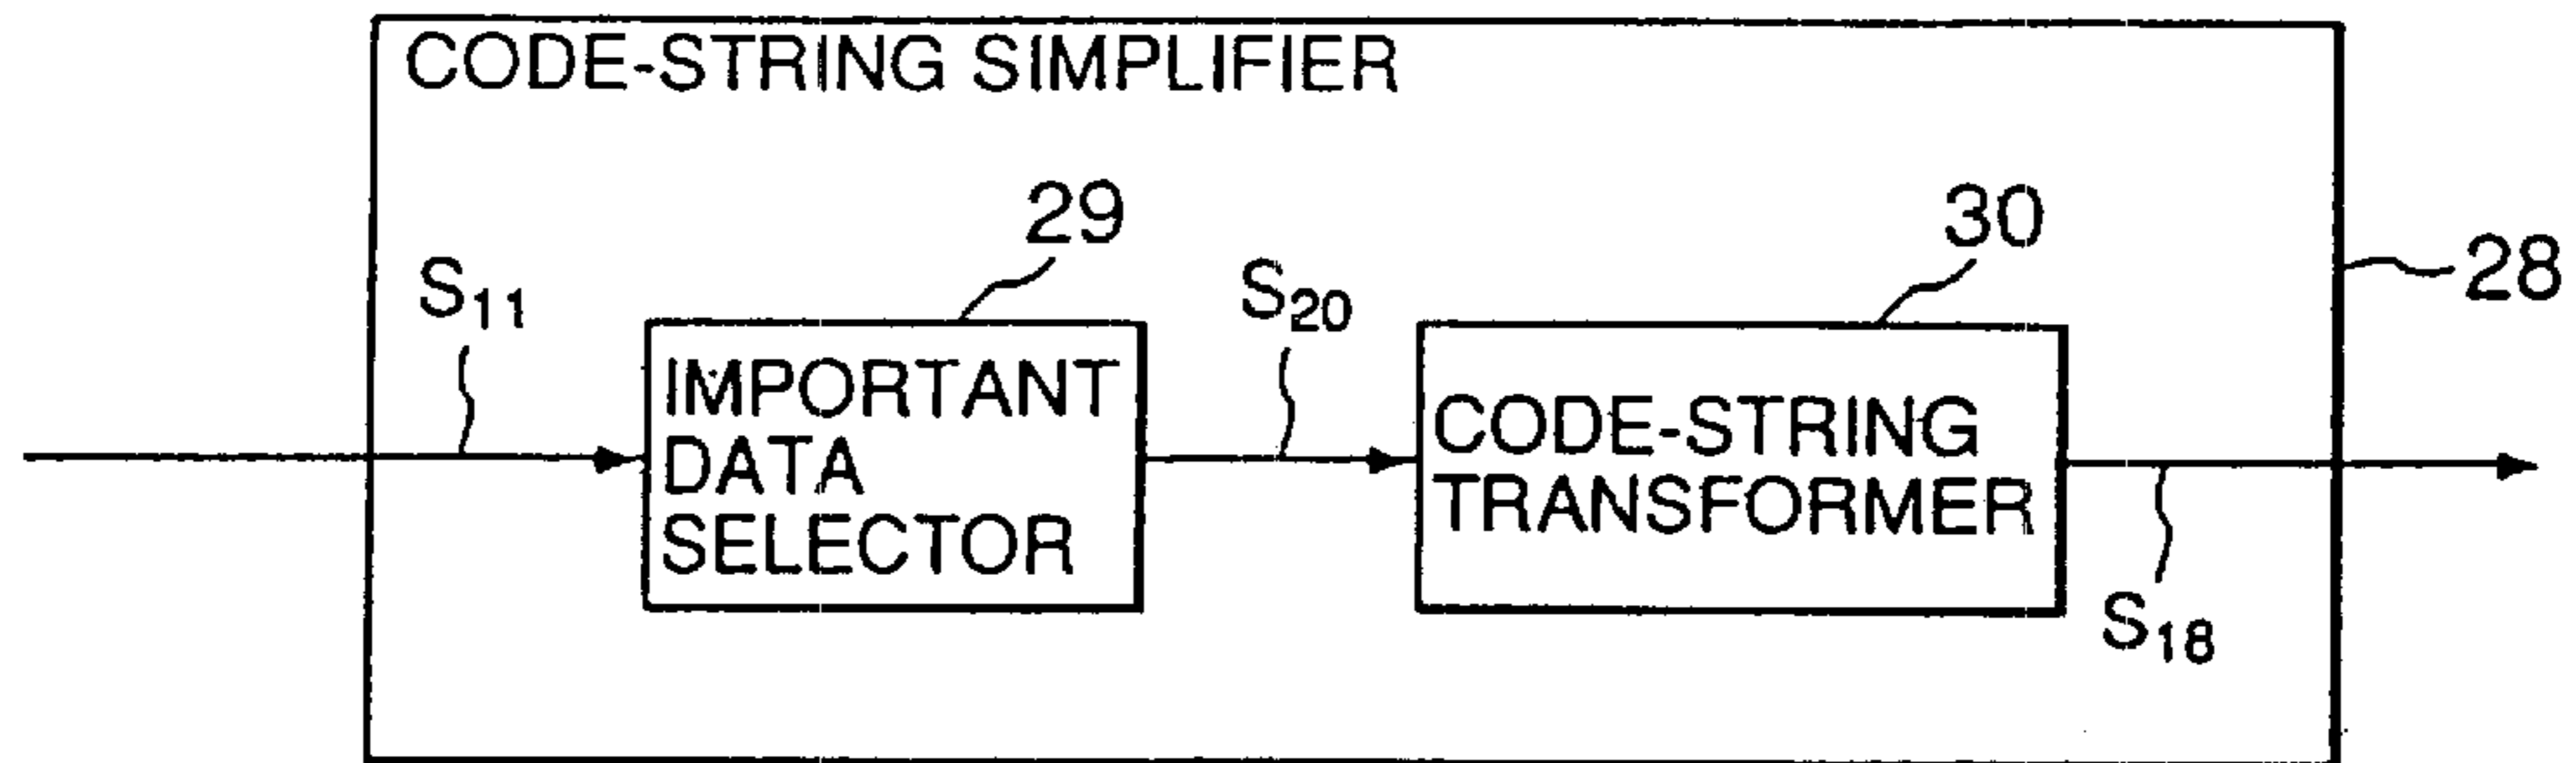 CODE-STRING SIMPLIFIER
29
30
28
S11
S20
IMPORTANT
DATA
SELECTOR
CODE-STRING
TRANSFORMER
S18